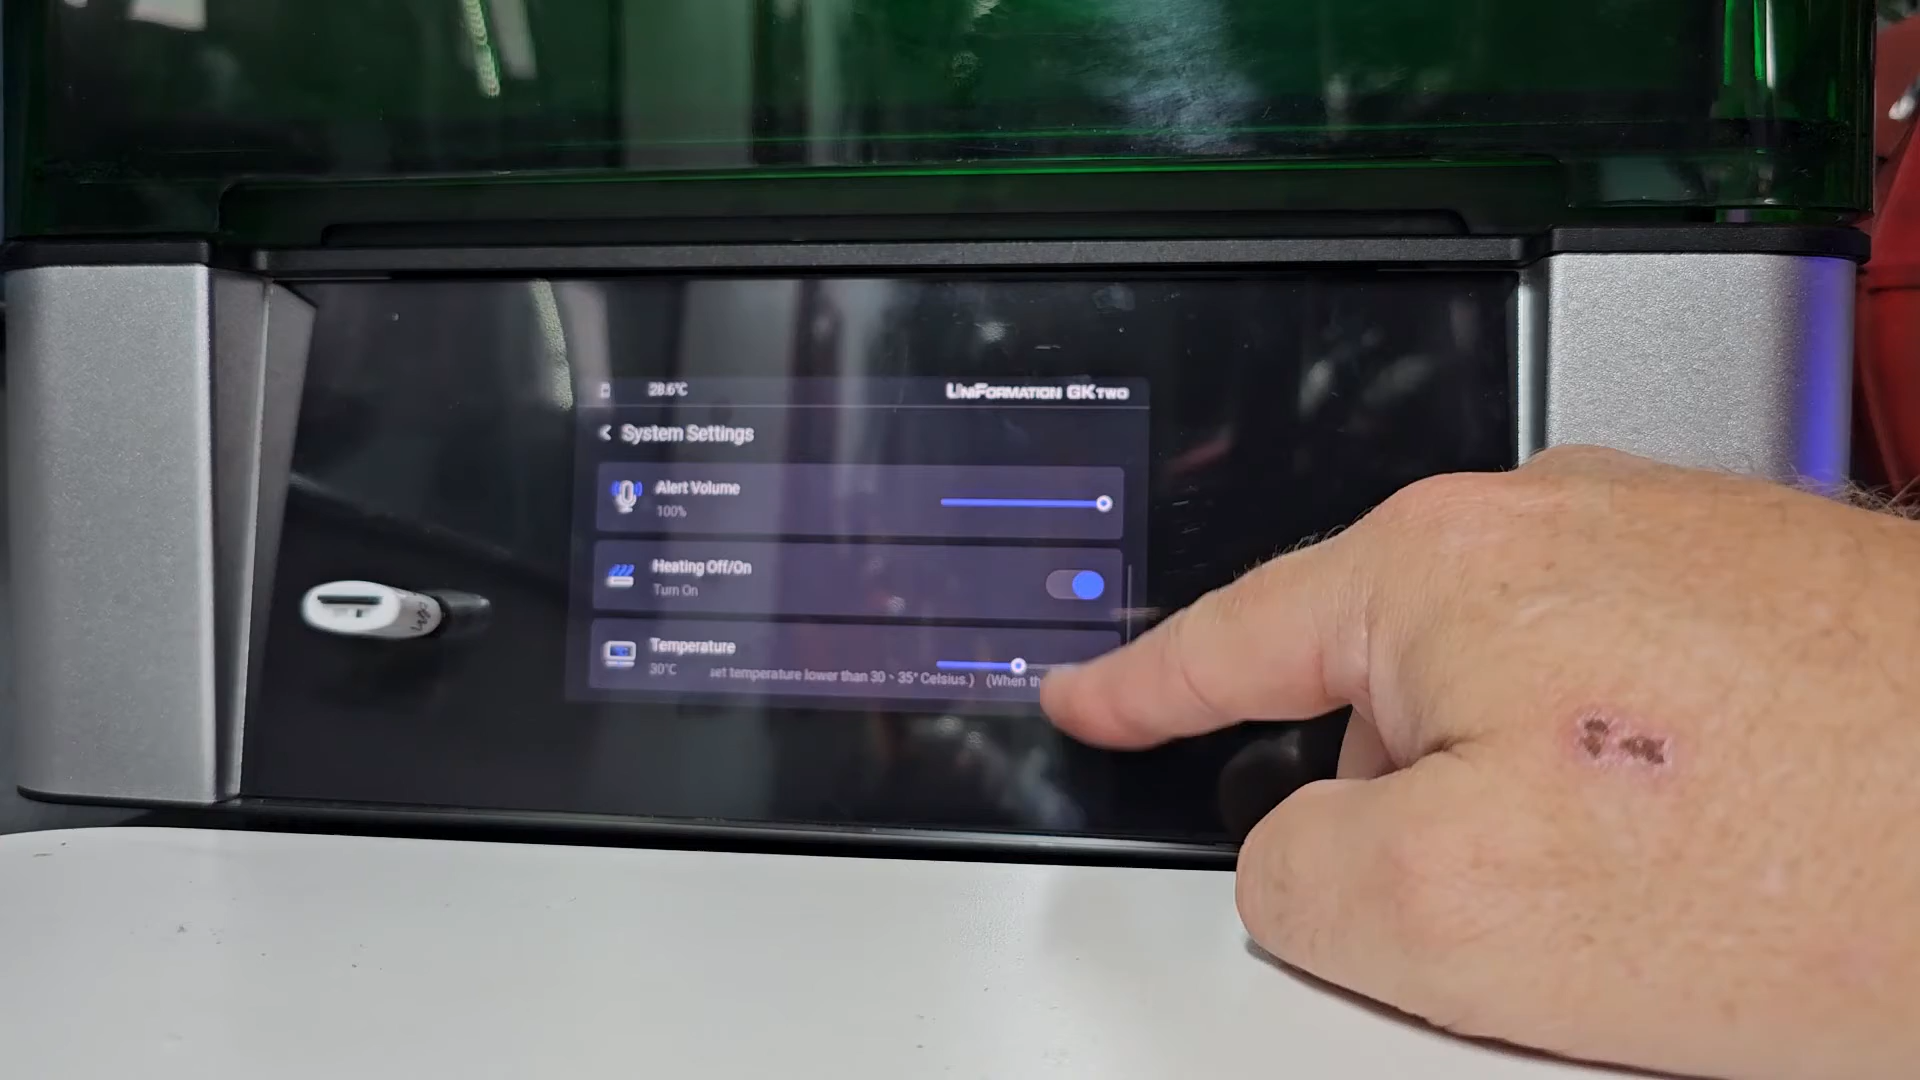 28.6°C
UNIFORMATION GKTWO
System Settings
Alert Volume
100%
Heating Off/On
Turn On
Temperature
30°C
set temperature lower than 30 ~ 35° Celsius.) (When th